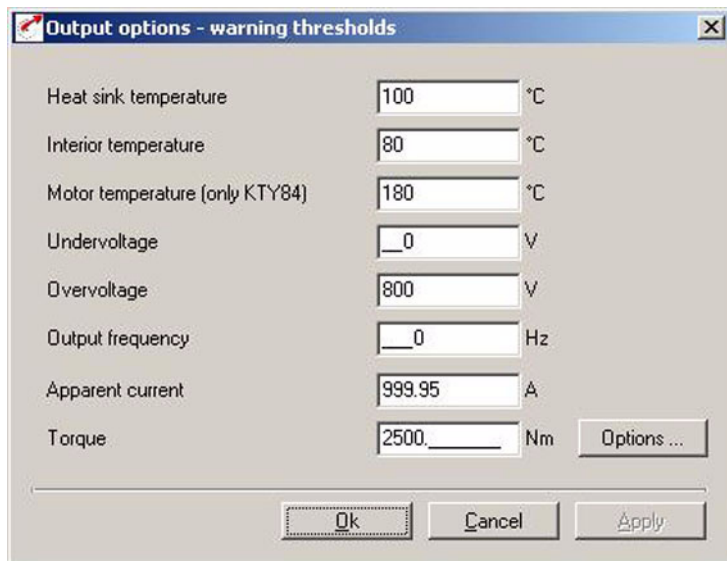 Output options - warning thresholds
Heat sink temperature 100 °C
Interior temperature 80 °C
Motor temperature (only KTY84) 180 °C
Undervoltage __0 V
Overvoltage 800 V
Output frequency ___0 Hz
Apparent current 999.95 A
Torque 2500.______ Nm Options ...
Ok Cancel Apply